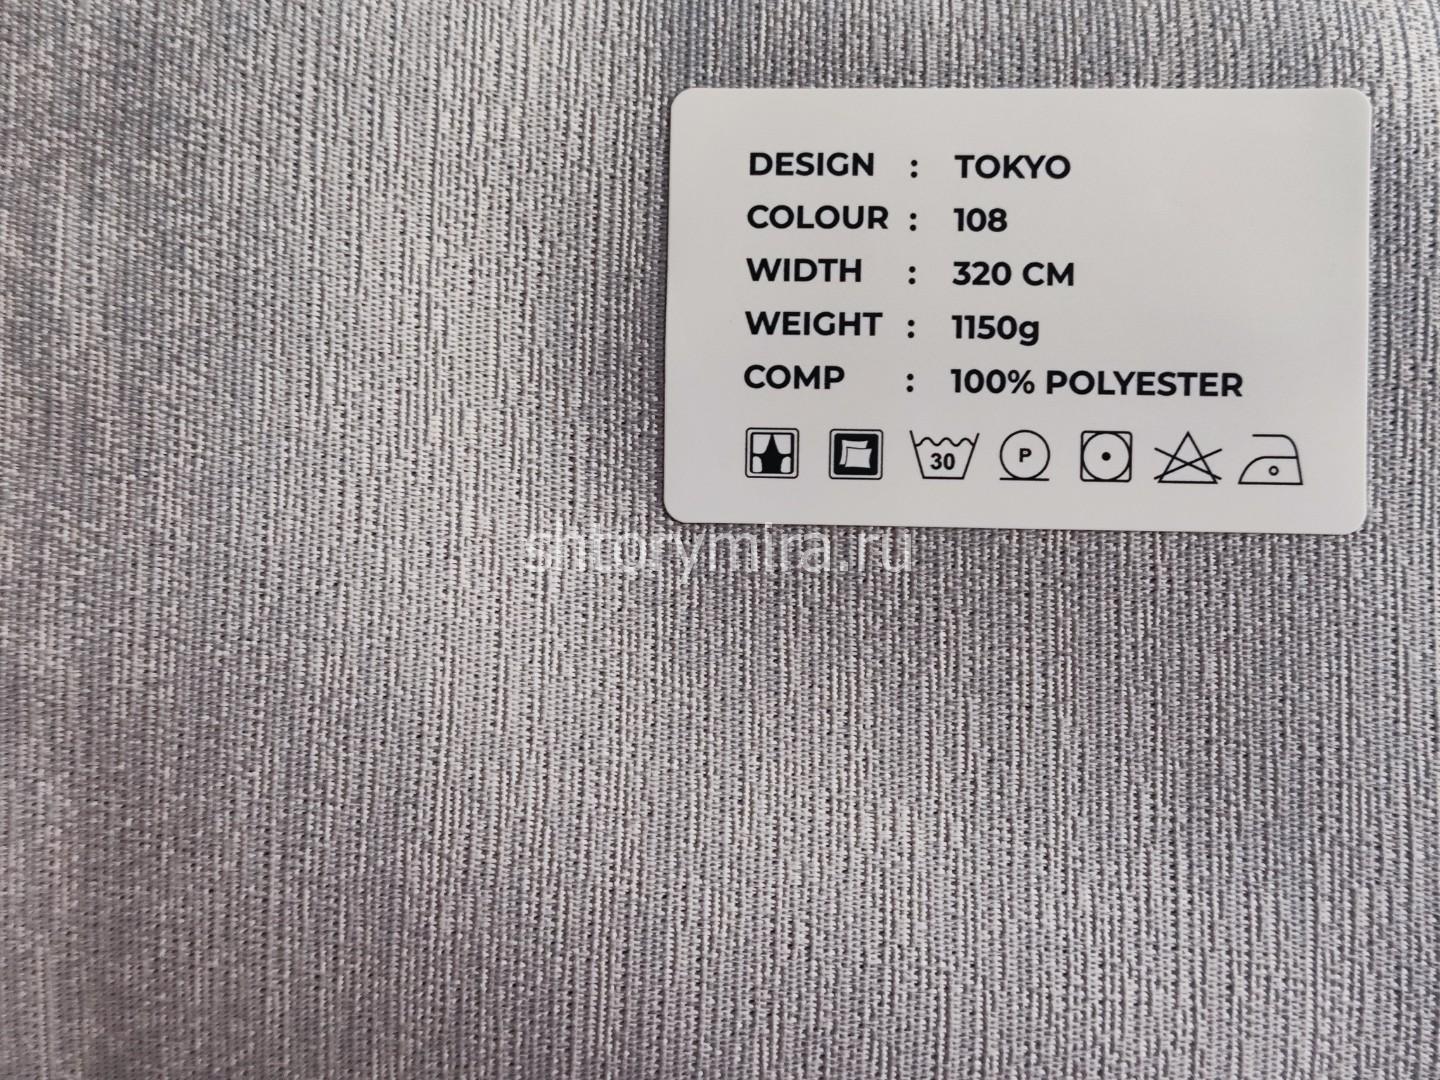 DESIGN : TOKYO
COLOUR : 108
WIDTH : 320 CM
WEIGHT : 1150g
COMP : 100% POLYESTER
30 P
shtorymira.ru